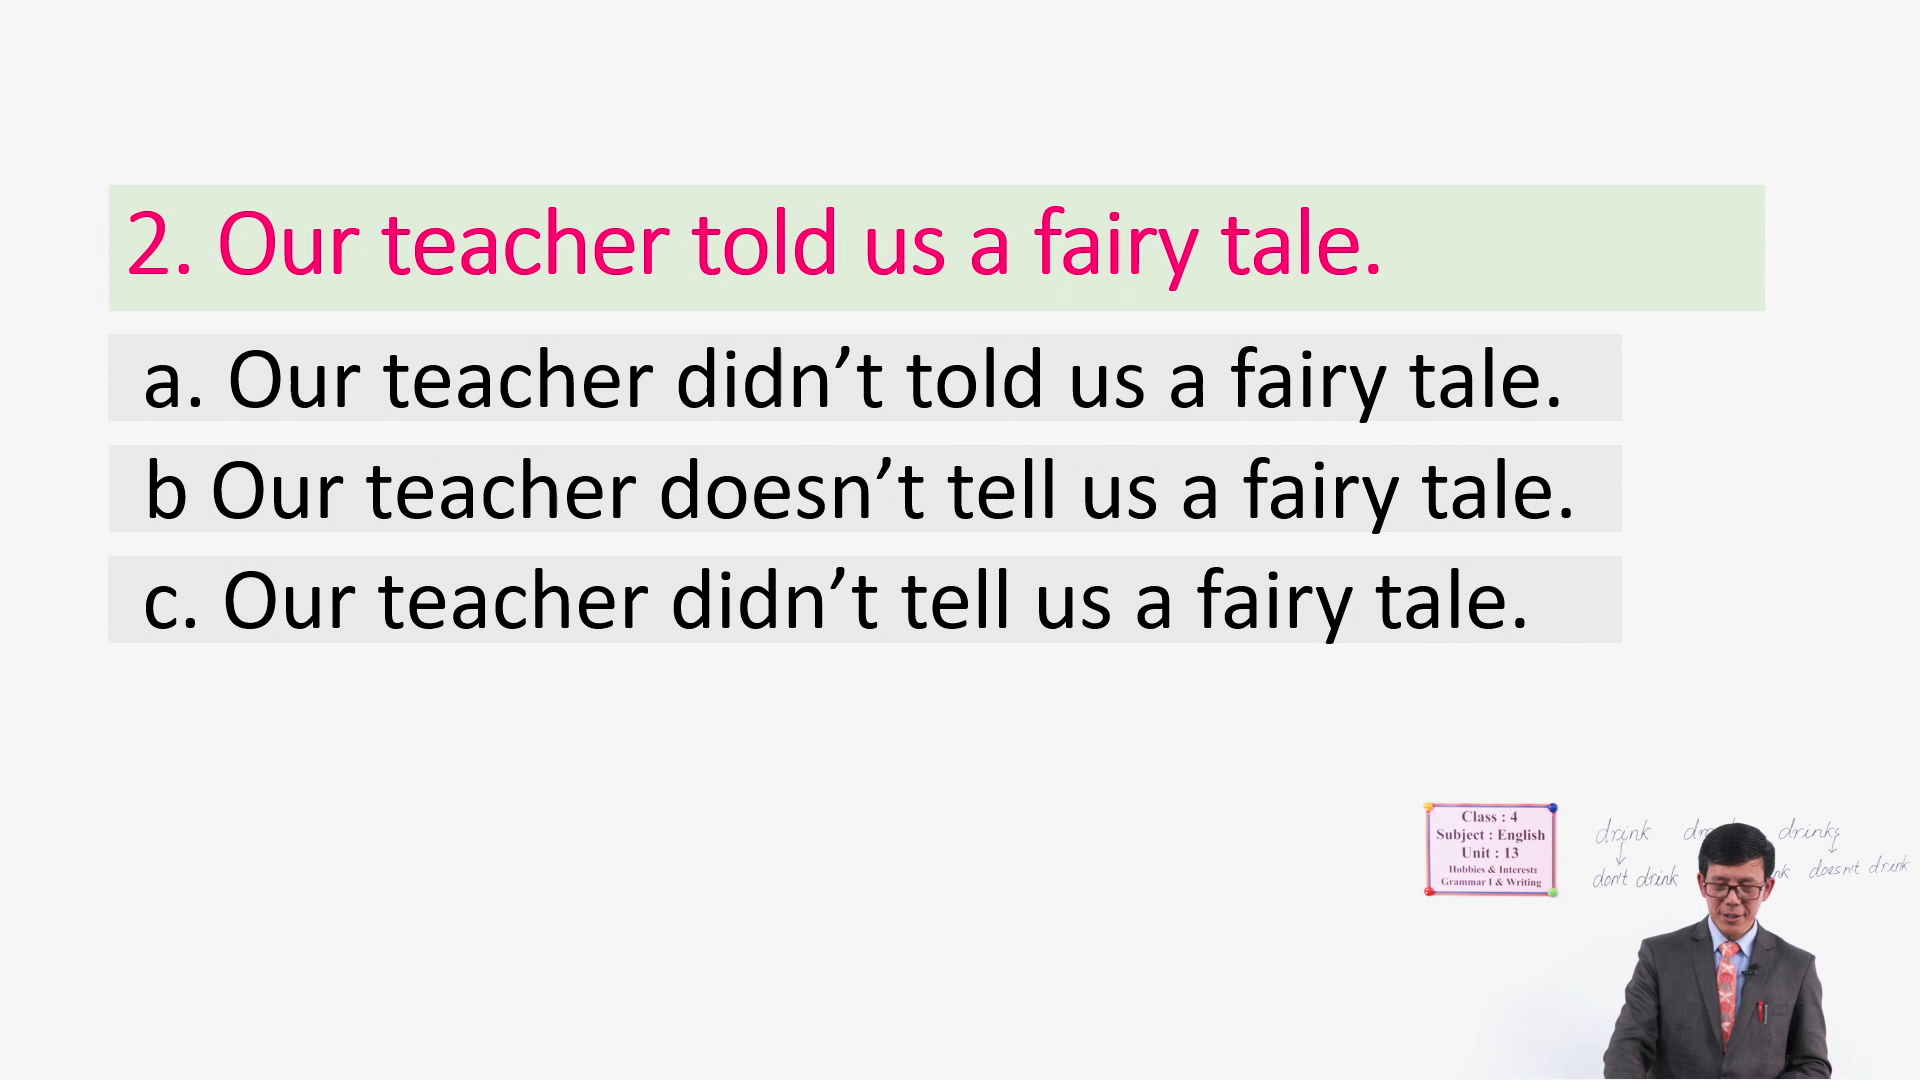 2. Our teacher told us a fairy tale.
a. Our teacher didn’t told us a fairy tale.
b Our teacher doesn’t tell us a fairy tale.
c. Our teacher didn’t tell us a fairy tale.
Class : 4
Subject : English
Unit : 13
Hobbies & Interests
Grammar I & Writing
drink drinks
don't drink doesn't drink